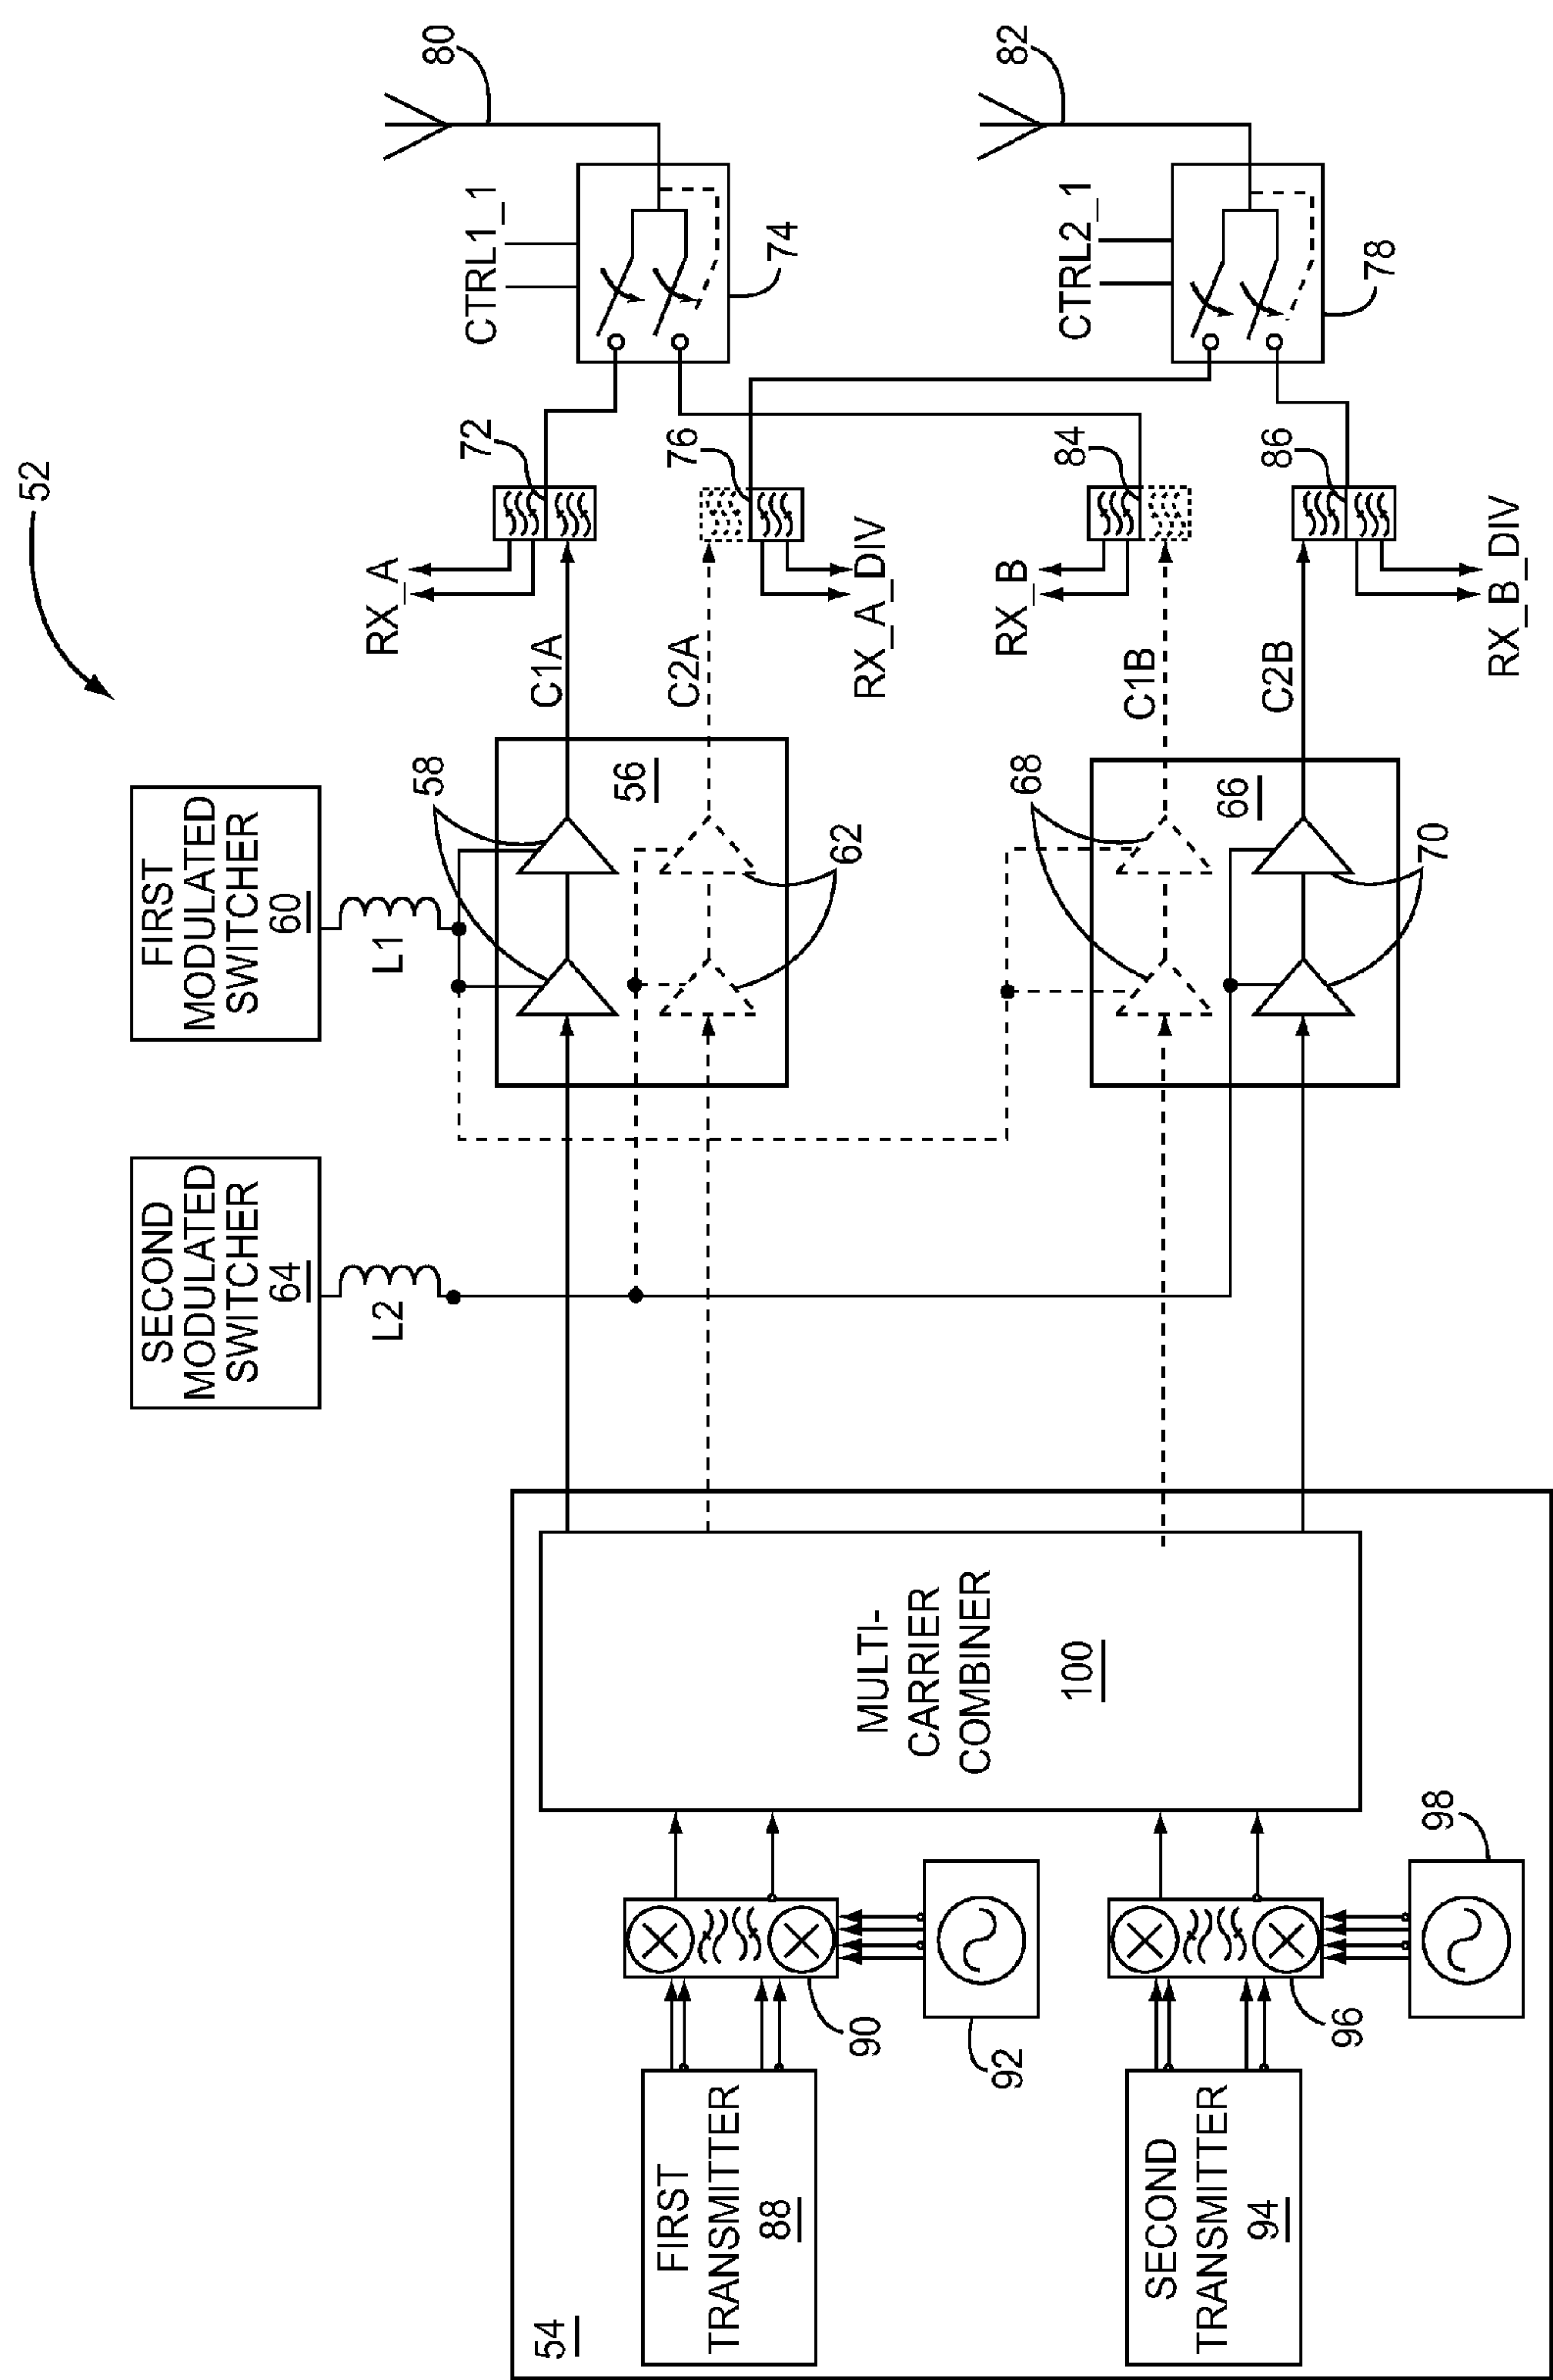 52
FIRST
MODULATED
SWITCHER
60
SECOND
MODULATED
SWITCHER
64
L1
L2
54
FIRST
TRANSMITTER
88
90
92
SECOND
TRANSMITTER
94
96
98
MULTI-
CARRIER
COMBINER
100
58
56
62
68
66
70
C1A
C2A
C1B
C2B
RX_A
RX_A_DIV
RX_B
RX_B_DIV
72
76
84
86
CTRL1_1
74
CTRL2_1
78
80
82